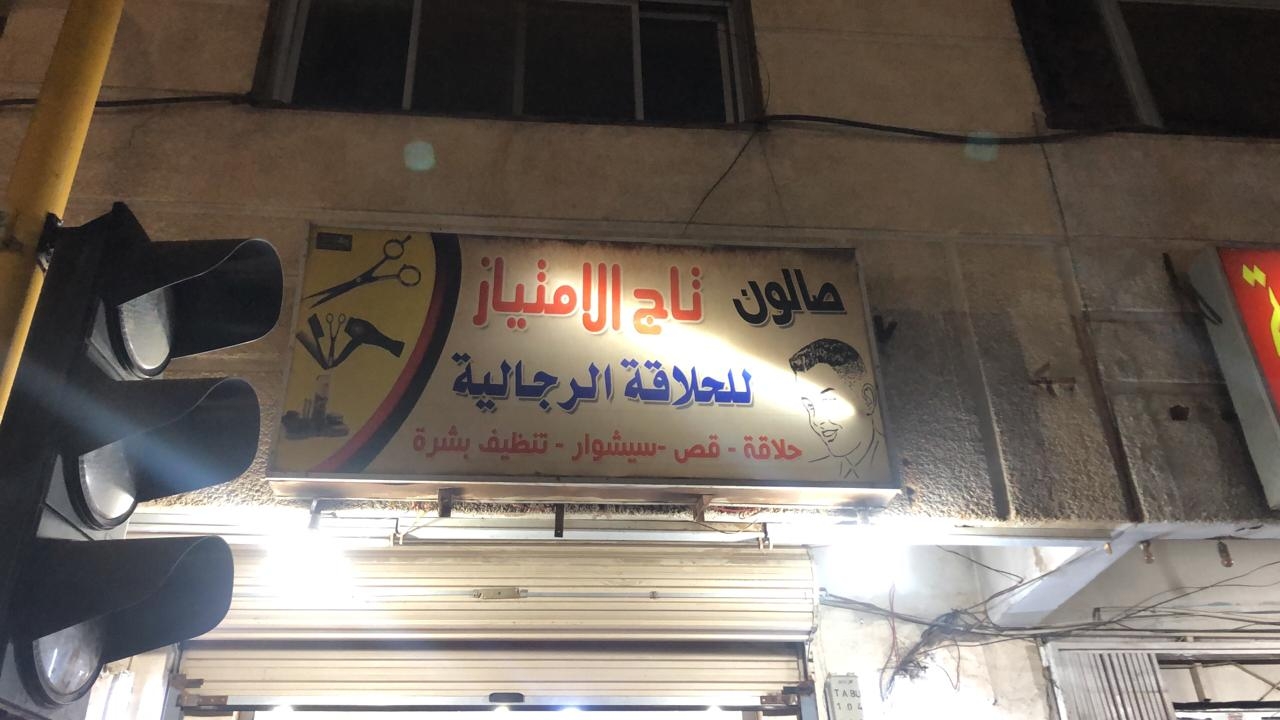 صالون تاج الامتياز
للحلاقة الرجالية
حلاقة - قص -سيشوار - تنظيف بشرة